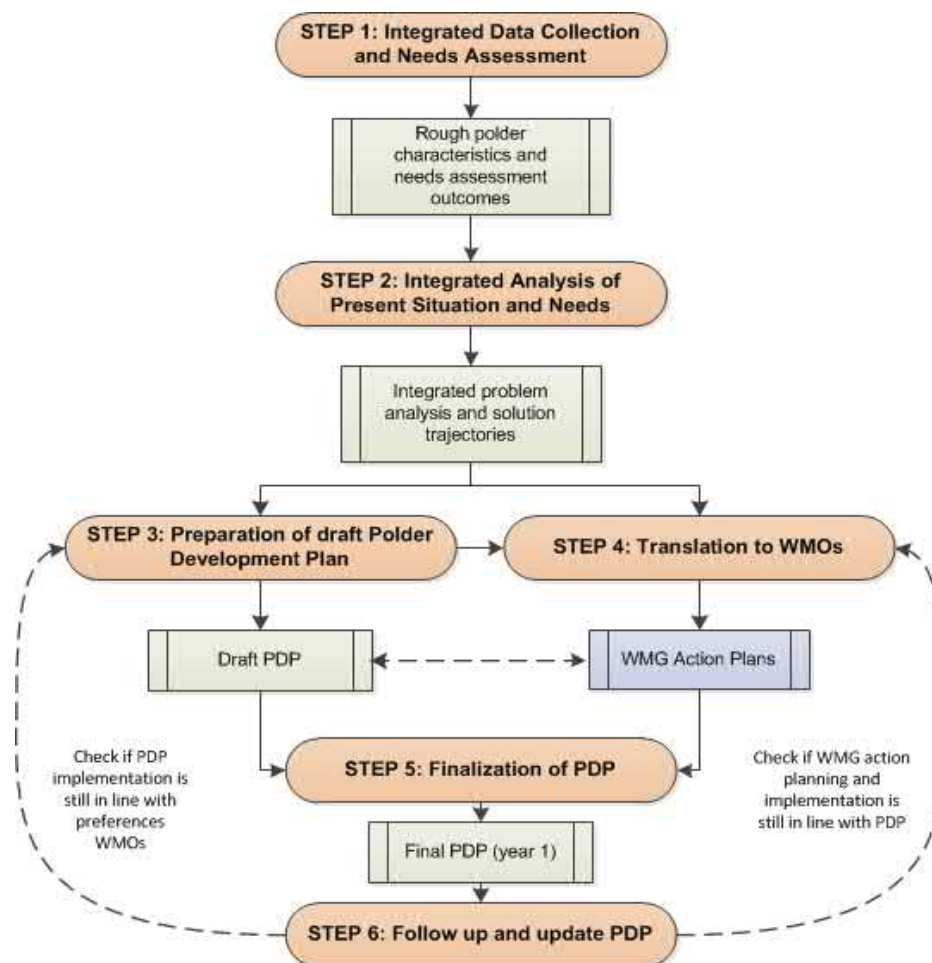 STEP 1: Integrated Data Collection
and Needs Assessment
Rough polder
characteristics and
needs assessment
outcomes
STEP 2: Integrated Analysis of
Present Situation and Needs
Integrated problem
analysis and solution
trajectories
STEP 3: Preparation of draft Polder
Development Plan
STEP 4: Translation to WMOs
Draft PDP
WMG Action Plans
Check if PDP
implementation is
still in line with
preferences
WMOs
STEP 5: Finalization of PDP
Check if WMG action
planning and
implementation is
still in line with PDP
Final PDP (year 1)
STEP 6: Follow up and update PDP